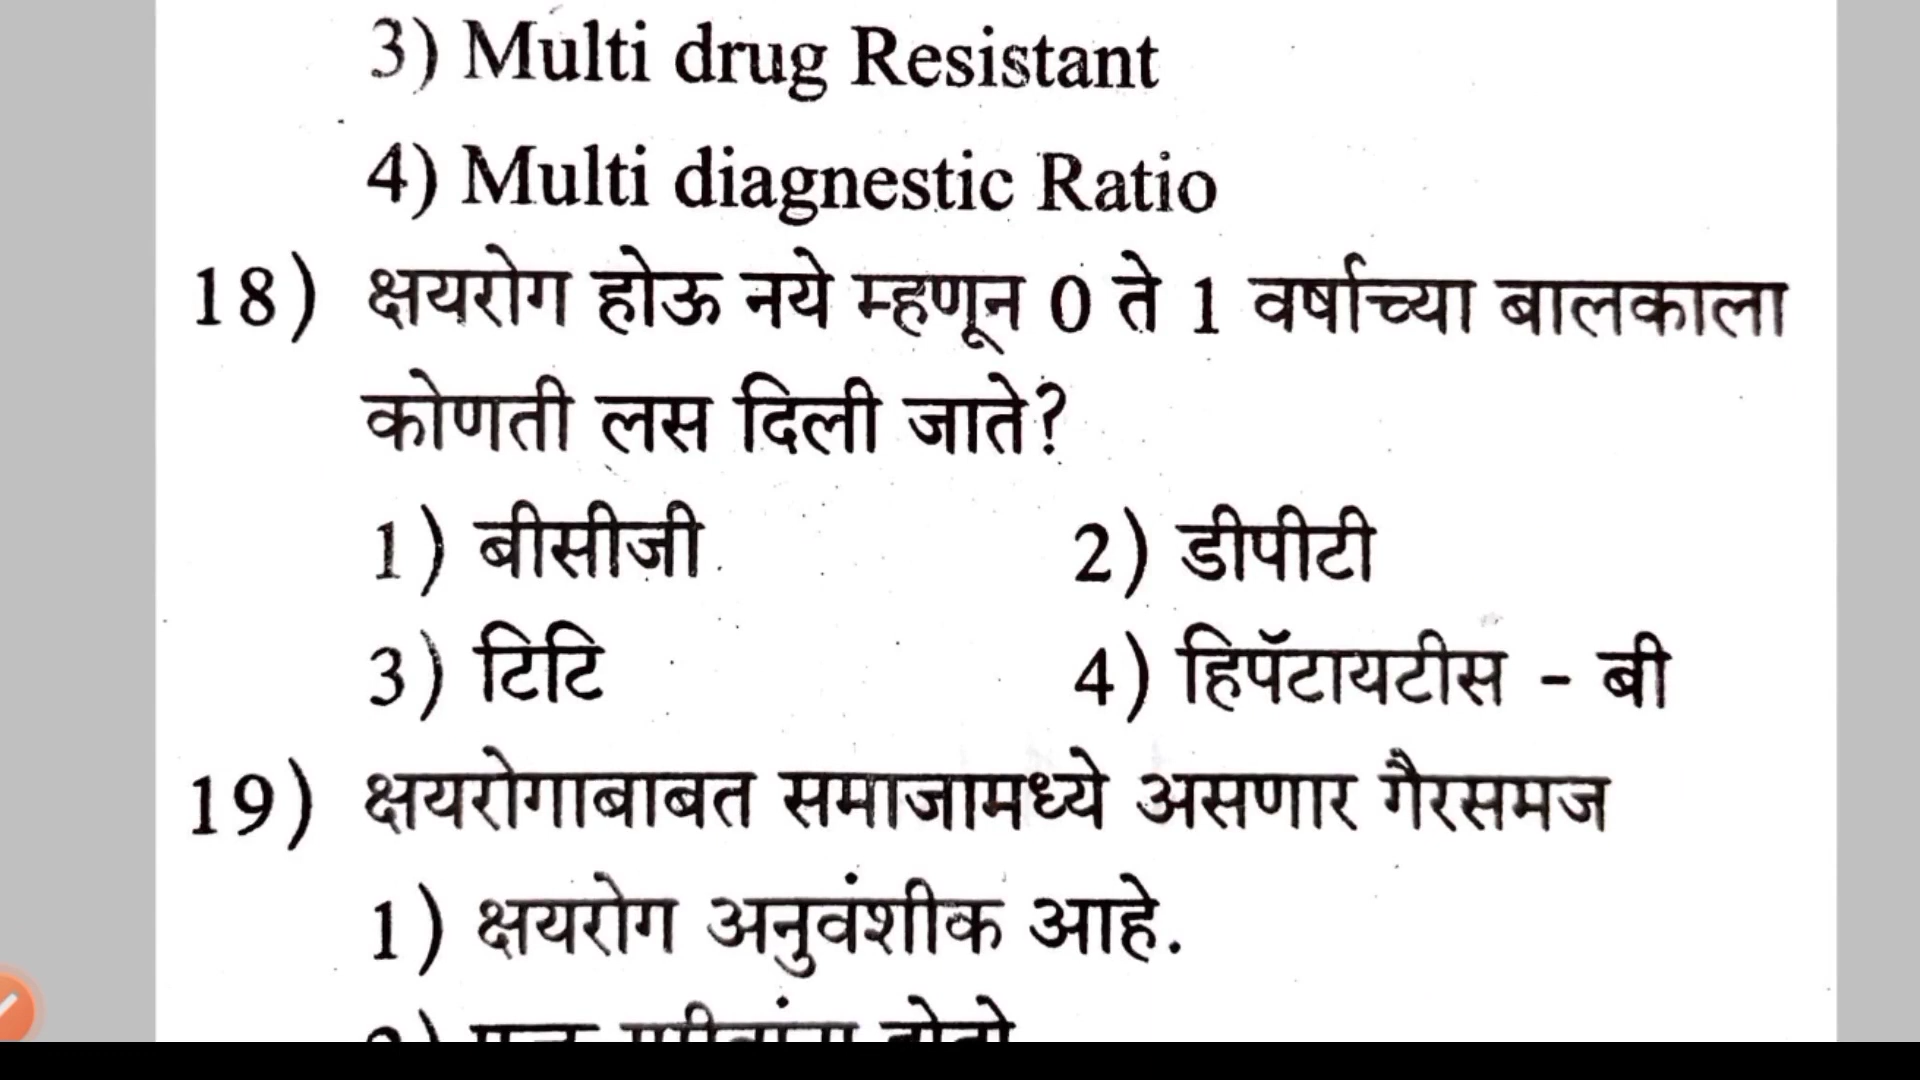 3) Multi drug Resistant
4) Multi diagnestic Ratio
18) क्षयरोग होऊ नये म्हणून 0 ते 1 वर्षाच्या बालकाला
कोणती लस दिली जाते?
1) बीसीजी 2) डीपीटी
3) टिटि 4) हिपॅटायटीस - बी
19) क्षयरोगाबाबत समाजामध्ये असणार गैरसमज
1) क्षयरोग अनुवंशीक आहे.